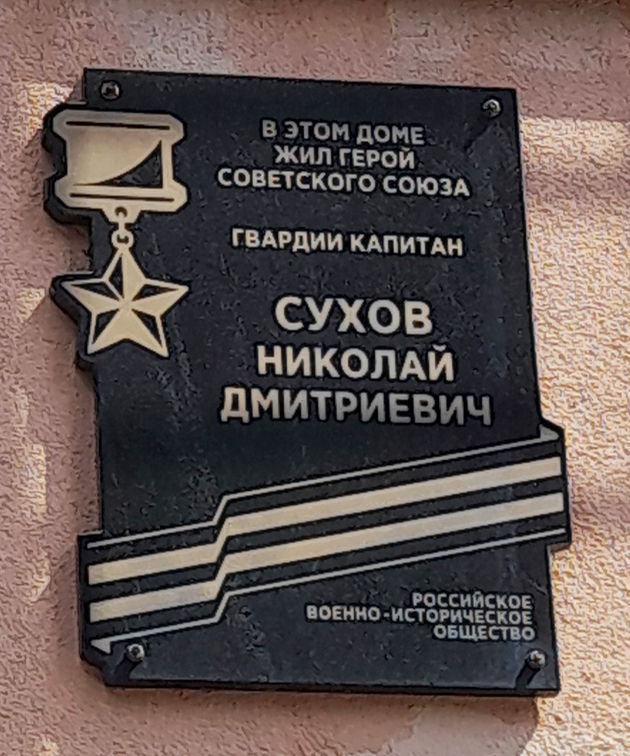 В ЭТОМ ДОМЕ
ЖИЛ ГЕРОЙ
СОВЕТСКОГО СОЮЗА
ГВАРДИИ КАПИТАН
СУХОВ
НИКОЛАЙ
ДМИТРИЕВИЧ
РОССИЙСКОЕ
ВОЕННО-ИСТОРИЧЕСКОЕ
ОБЩЕСТВО